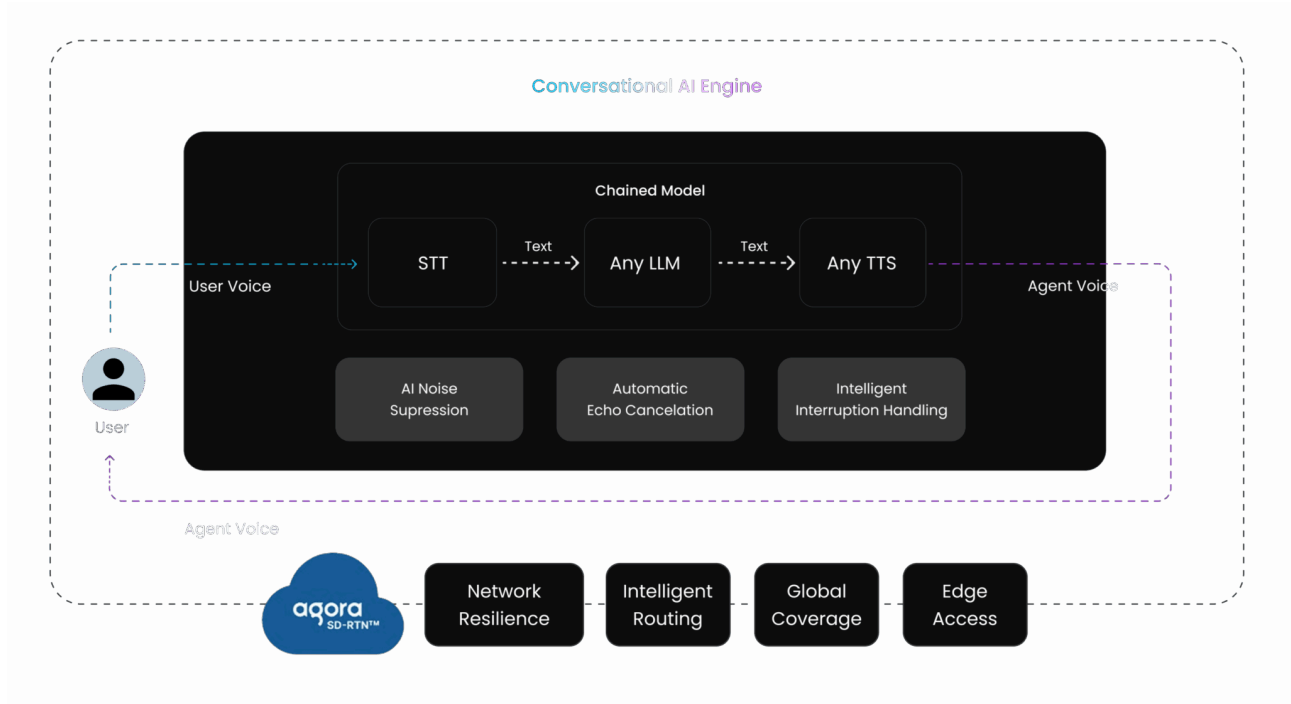 Conversational AI Engine
Chained Model
STT
Text
Any LLM
Text
Any TTS
User Voice
Agent Voice
AI Noise
Supression
Automatic
Echo Cancelation
Intelligent
Interruption Handling
User
Agent Voice
agora
SD-RTN™
Network
Resilience
Intelligent
Routing
Global
Coverage
Edge
Access